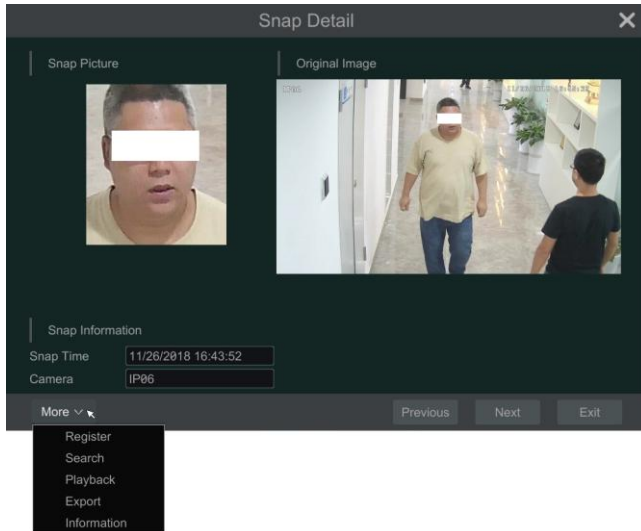 Snap Detail
Snap Picture
Original Image
IP06
Snap Information
Snap Time 11/26/2018 16:43:52
Camera IP06
More
Previous Next Exit
Register
Search
Playback
Export
Information